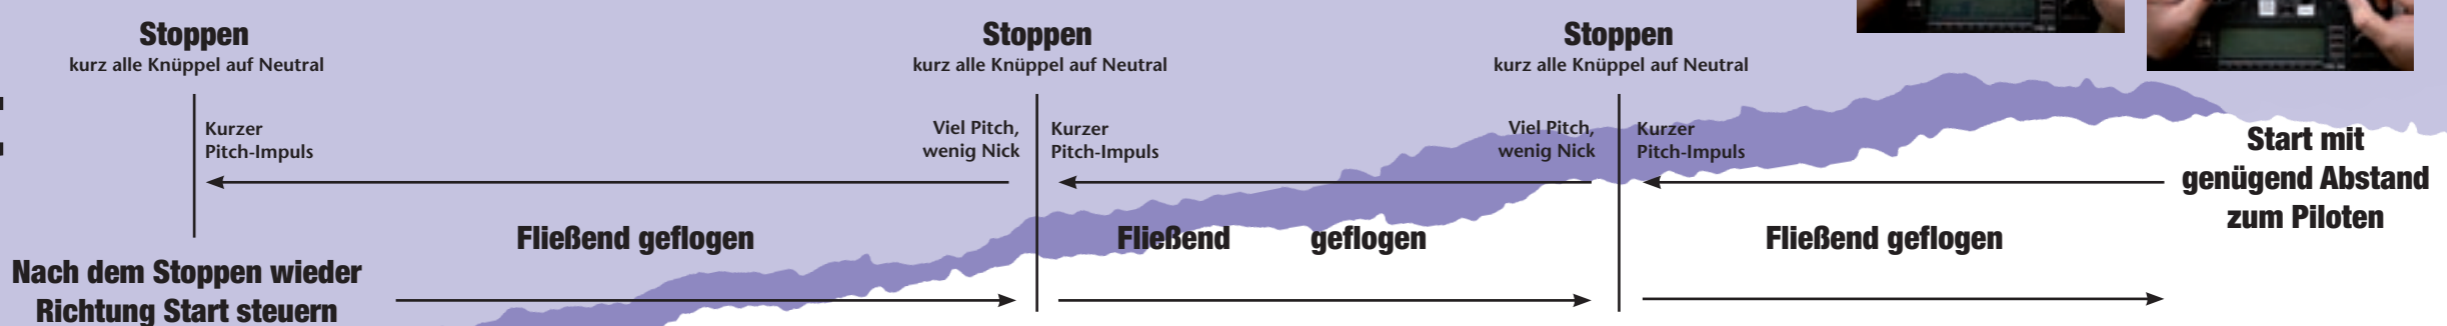 Stoppen
kurz alle Knüppel auf Neutral
Stoppen
kurz alle Knüppel auf Neutral
Stoppen
kurz alle Knüppel auf Neutral
Kurzer
Pitch-Impuls
Viel Pitch,
wenig Nick
Kurzer
Pitch-Impuls
Viel Pitch,
wenig Nick
Kurzer
Pitch-Impuls
Start mit
genügend Abstand
zum Piloten
Fließend geflogen
Fließend geflogen
Fließend geflogen
Nach dem Stoppen wieder
Richtung Start steuern